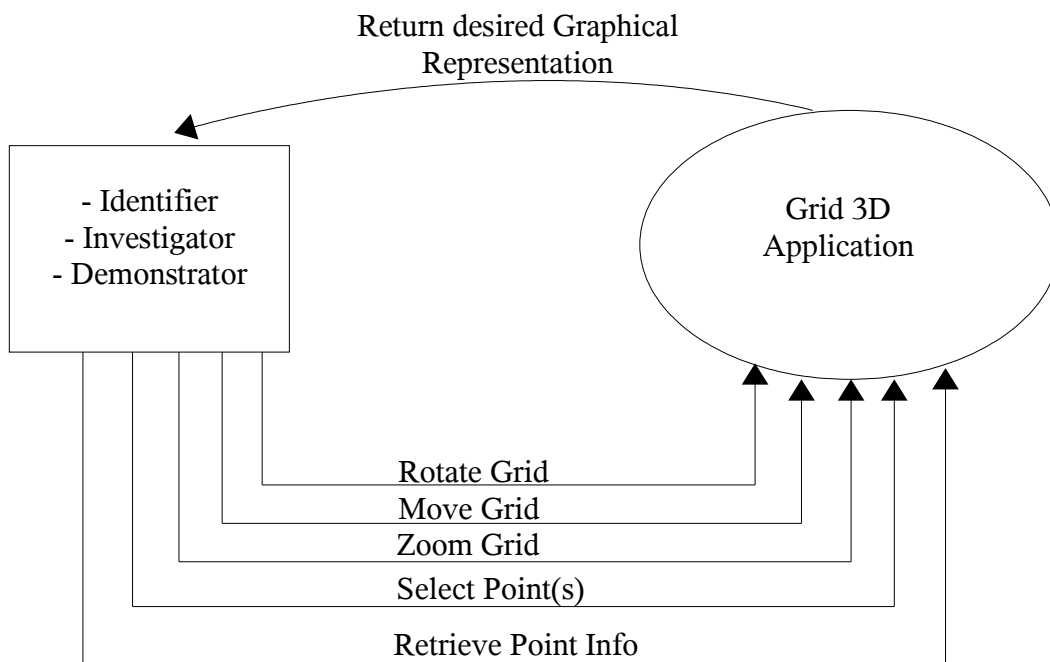 Return desired Graphical
Representation
- Identifier
- Investigator
- Demonstrator
Grid 3D
Application
Rotate Grid
Move Grid
Zoom Grid
Select Point(s)
Retrieve Point Info